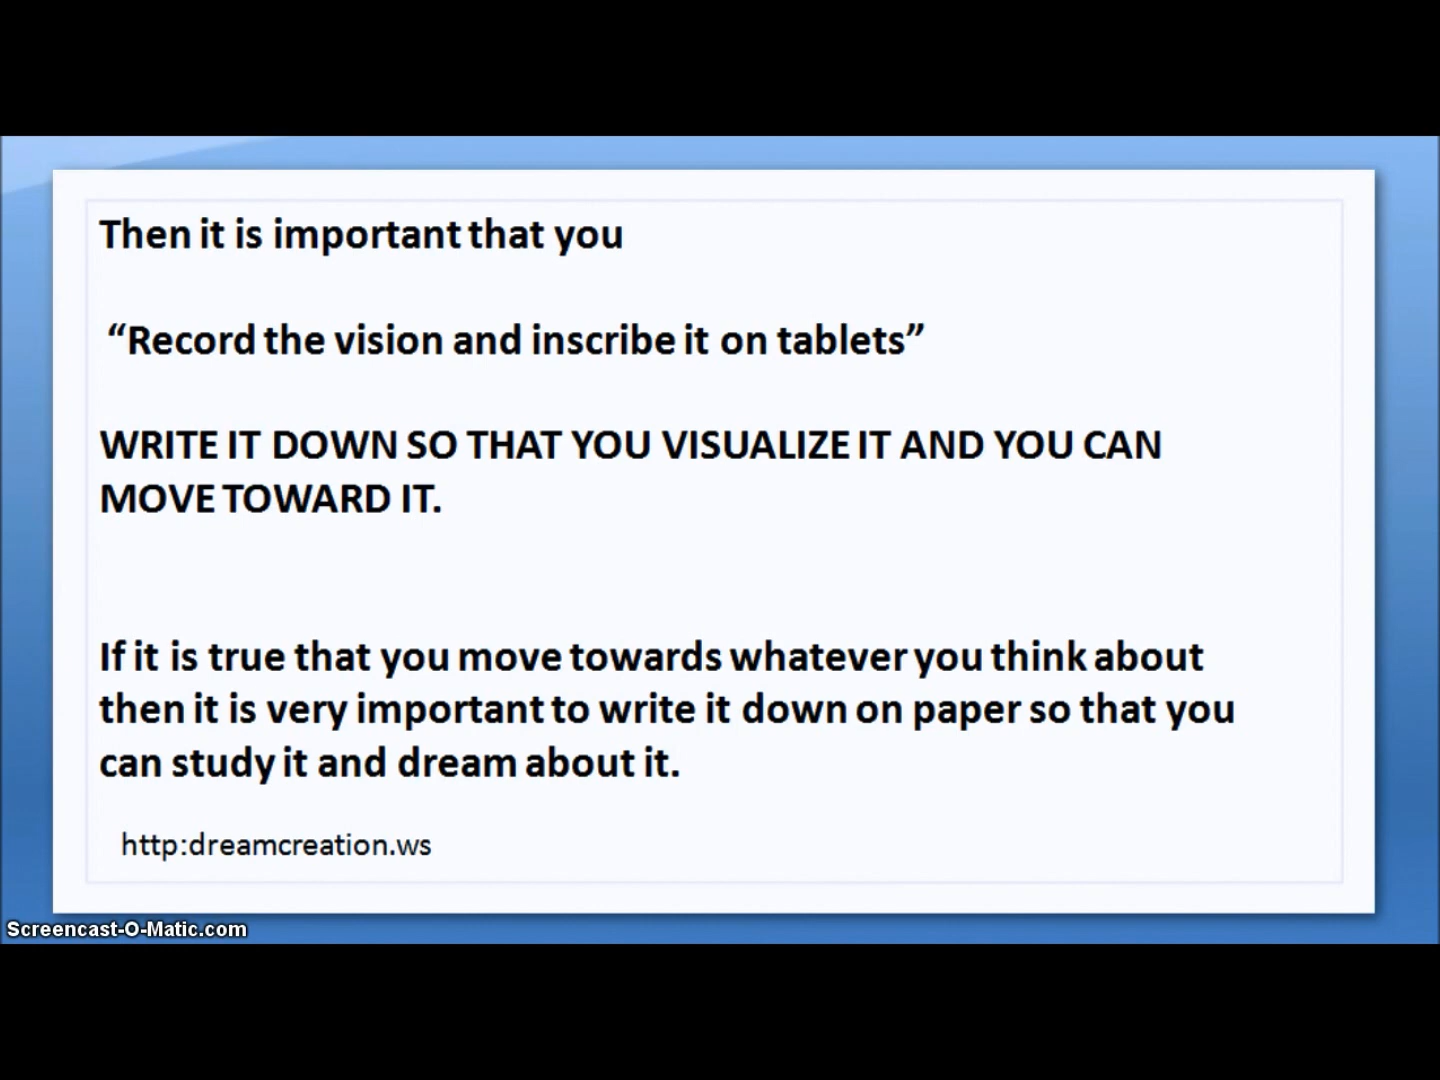 Then it is important that you
“Record the vision and inscribe it on tablets”
WRITE IT DOWN SO THAT YOU VISUALIZE IT AND YOU CAN
MOVE TOWARD IT.
If it is true that you move towards whatever you think about
then it is very important to write it down on paper so that you
can study it and dream about it.
http:dreamcreation.ws
Screencast-O-Matic.com